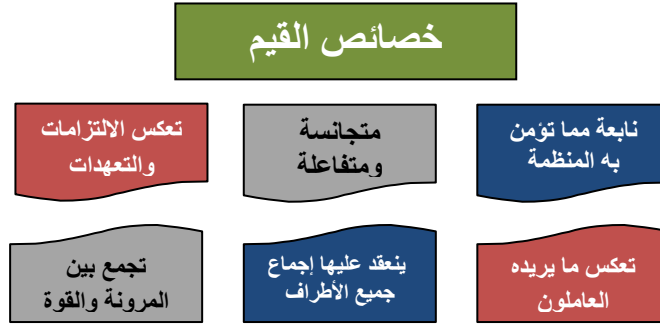 خصائص القيم
نابعة مما تؤمن
به المنظمة
متجانسة
ومتفاعلة
تعكس الالتزامات
والتعهدات
تعكس ما يريده
العاملون
ينعقد عليها إجماع
جميع الأطراف
تجمع بين
المرونة والقوة